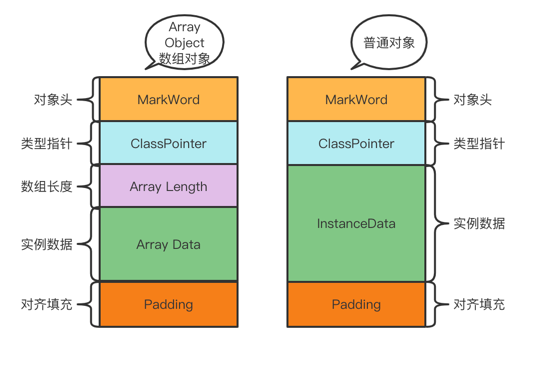 Array
Object
数组对象
普通对象
对象头
MarkWord
MarkWord
对象头
类型指针
ClassPointer
ClassPointer
类型指针
数组长度
Array Length
实例数据
Array Data
InstanceData
实例数据
对齐填充
Padding
Padding
对齐填充